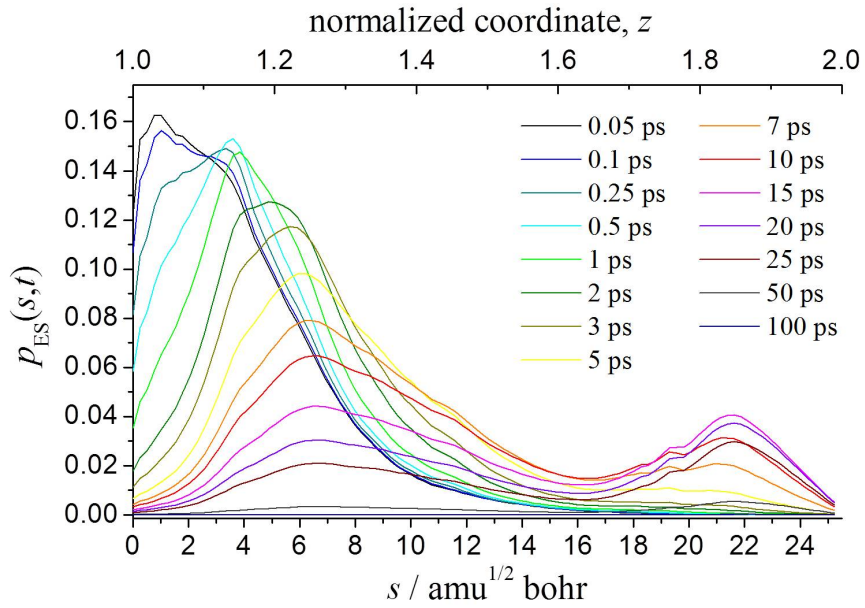 normalized coordinate, z
1.0 1.2 1.4 1.6 1.8 2.0
0.16
0.14
0.12
0.10
0.08
0.06
0.04
0.02
0.00
p_ES(s,t)
0.05 ps
0.1 ps
0.25 ps
0.5 ps
1 ps
2 ps
3 ps
5 ps
7 ps
10 ps
15 ps
20 ps
25 ps
50 ps
100 ps
0 2 4 6 8 10 12 14 16 18 20 22 24
s / amu^1/2 bohr